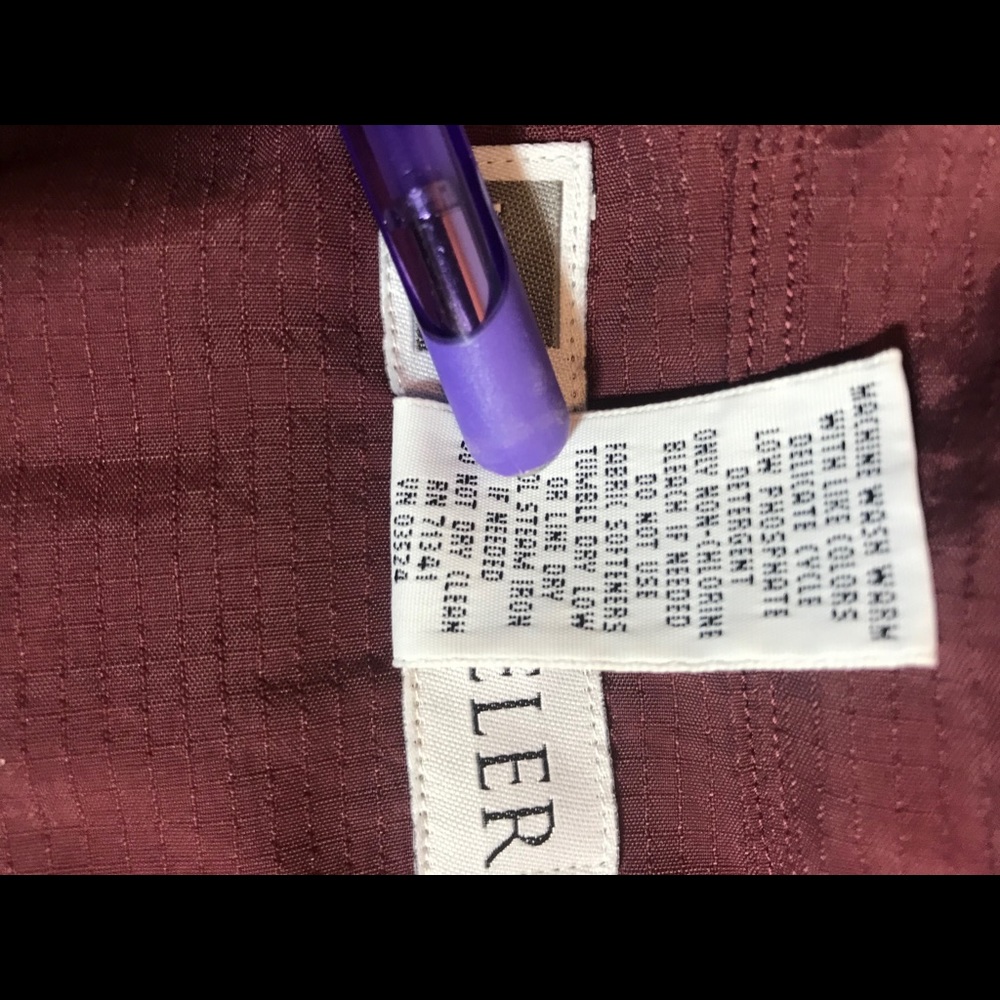 MACHINE WASH WARM
WITH LIKE COLORS
DELICATE CYCLE
LOW PHOSPHATE
DETERGENT
ONLY NON-CHLORINE
BLEACH IF NEEDED
DO NOT USE
FABRIC SOFTENERS
TUMBLE DRY LOW
OR LINE DRY
STEAM IRON
IF NEEDED
DO NOT DRY CLEAN
RN 71341
VN 03524
ELER